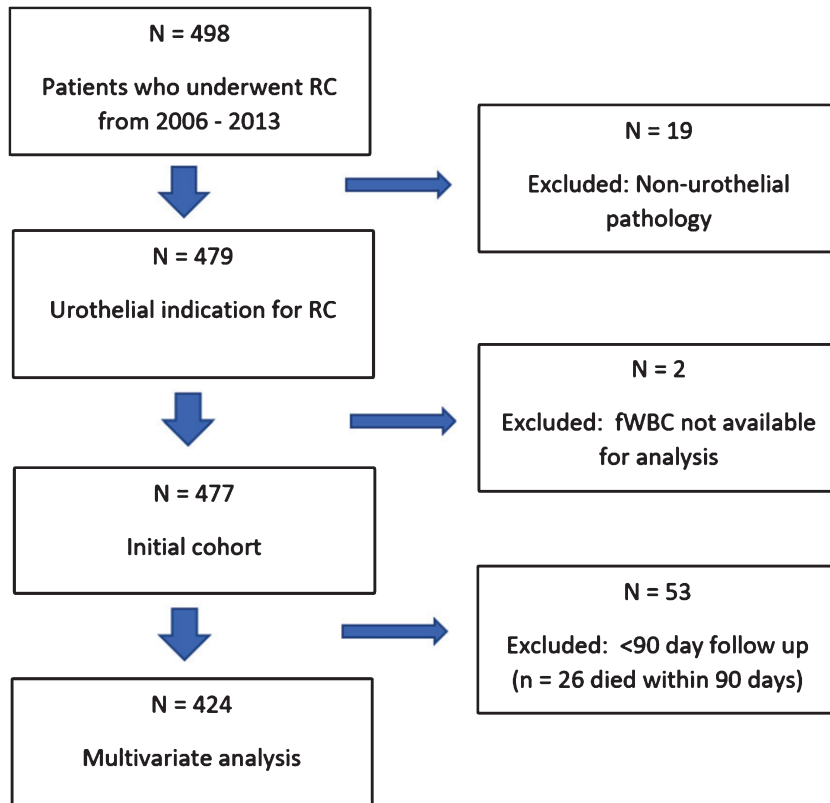 N = 498
Patients who underwent RC
from 2006 - 2013
N = 19
Excluded: Non-urothelial
pathology
N = 479
Urothelial indication for RC
N = 2
Excluded:  fWBC not available
for analysis
N = 477
Initial cohort
N = 53
Excluded:  <90 day follow up
(n = 26 died within 90 days)
N = 424
Multivariate analysis